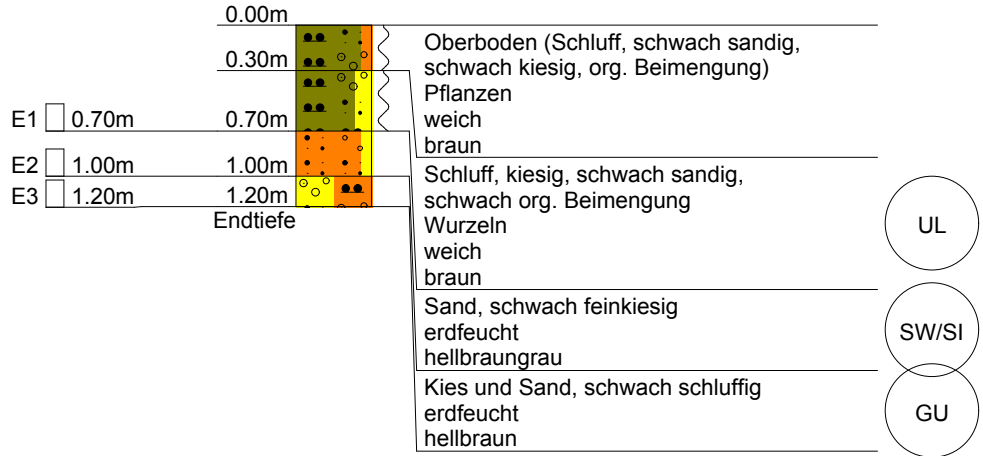 0.00m
0.30m
E1 0.70m 0.70m
E2 1.00m 1.00m
E3 1.20m 1.20m
Endtiefe
Oberboden (Schluff, schwach sandig,
schwach kiesig, org. Beimengung)
Pflanzen
weich
braun
Schluff, kiesig, schwach sandig,
schwach org. Beimengung
Wurzeln
weich
braun
UL
Sand, schwach feinkiesig
erdfeucht
hellbraungrau
SW/SI
Kies und Sand, schwach schluffig
erdfeucht
hellbraun
GU